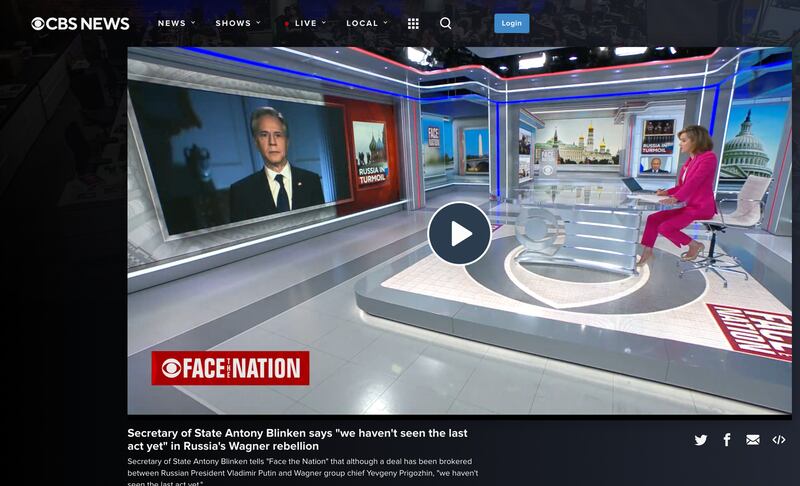 CBS NEWS
NEWS
SHOWS
LIVE
LOCAL
Login
RUSSIA IN
TURMOIL
FACE
THE
NATION
RUSSIA IN
TURMOIL
FACE THE NATION
FACE
NATION
Secretary of State Antony Blinken says "we haven't seen the last
act yet" in Russia's Wagner rebellion
Secretary of State Antony Blinken tells "Face the Nation" that although a deal has been brokered
between Russian President Vladimir Putin and Wagner group chief Yevgeny Prigozhin, "we haven't
seen the last act yet."